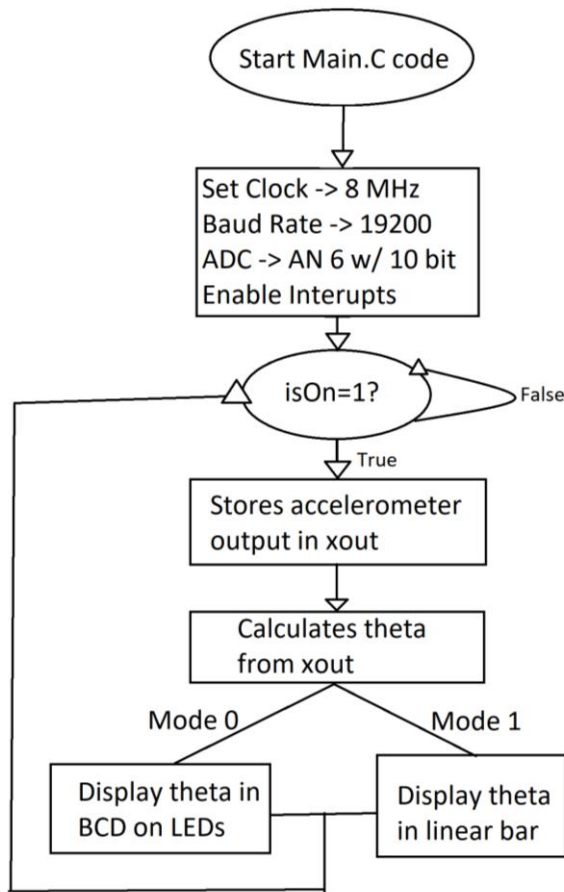 Start Main.C code
Set Clock -> 8 MHz
Baud Rate -> 19200
ADC -> AN 6 w/ 10 bit
Enable Interupts
isOn=1?
False
True
Stores accelerometer
output in xout
Calculates theta
from xout
Mode 0
Mode 1
Display theta in
BCD on LEDs
Display theta
in linear bar